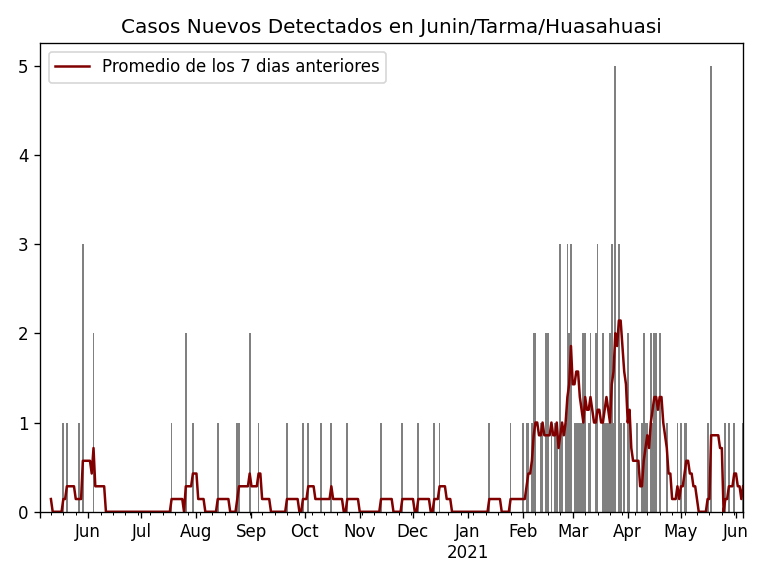 Casos Nuevos Detectados en Junin/Tarma/Huasahuasi
Promedio de los 7 dias anteriores
5
4
3
2
1
0
Jun Jul Aug Sep Oct Nov Dec Jan Feb Mar Apr May Jun
2021